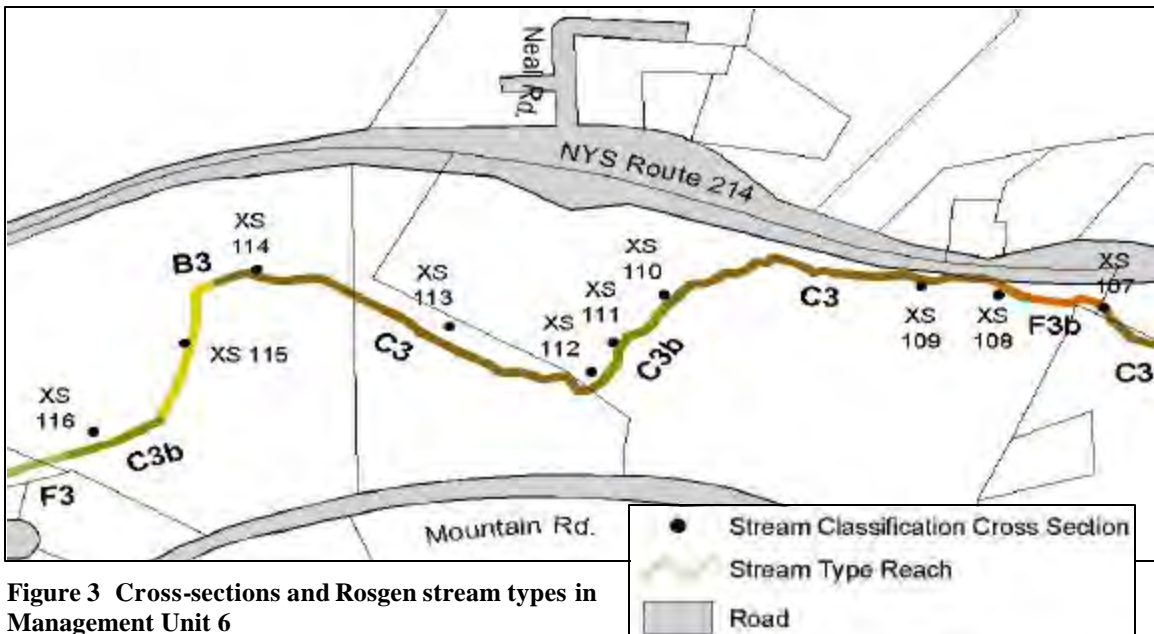 Neal Rd.
NYS Route 214
XS
114
B3
XS
110
XS
107
XS
113
XS
111
C3
XS
112
C3b
XS
109
XS
108
F3b
C3
XS 115
C3
XS
116
C3b
F3
Mountain Rd.
Stream Classification Cross Section
Stream Type Reach
Road
Figure 3 Cross-sections and Rosgen stream types in
Management Unit 6